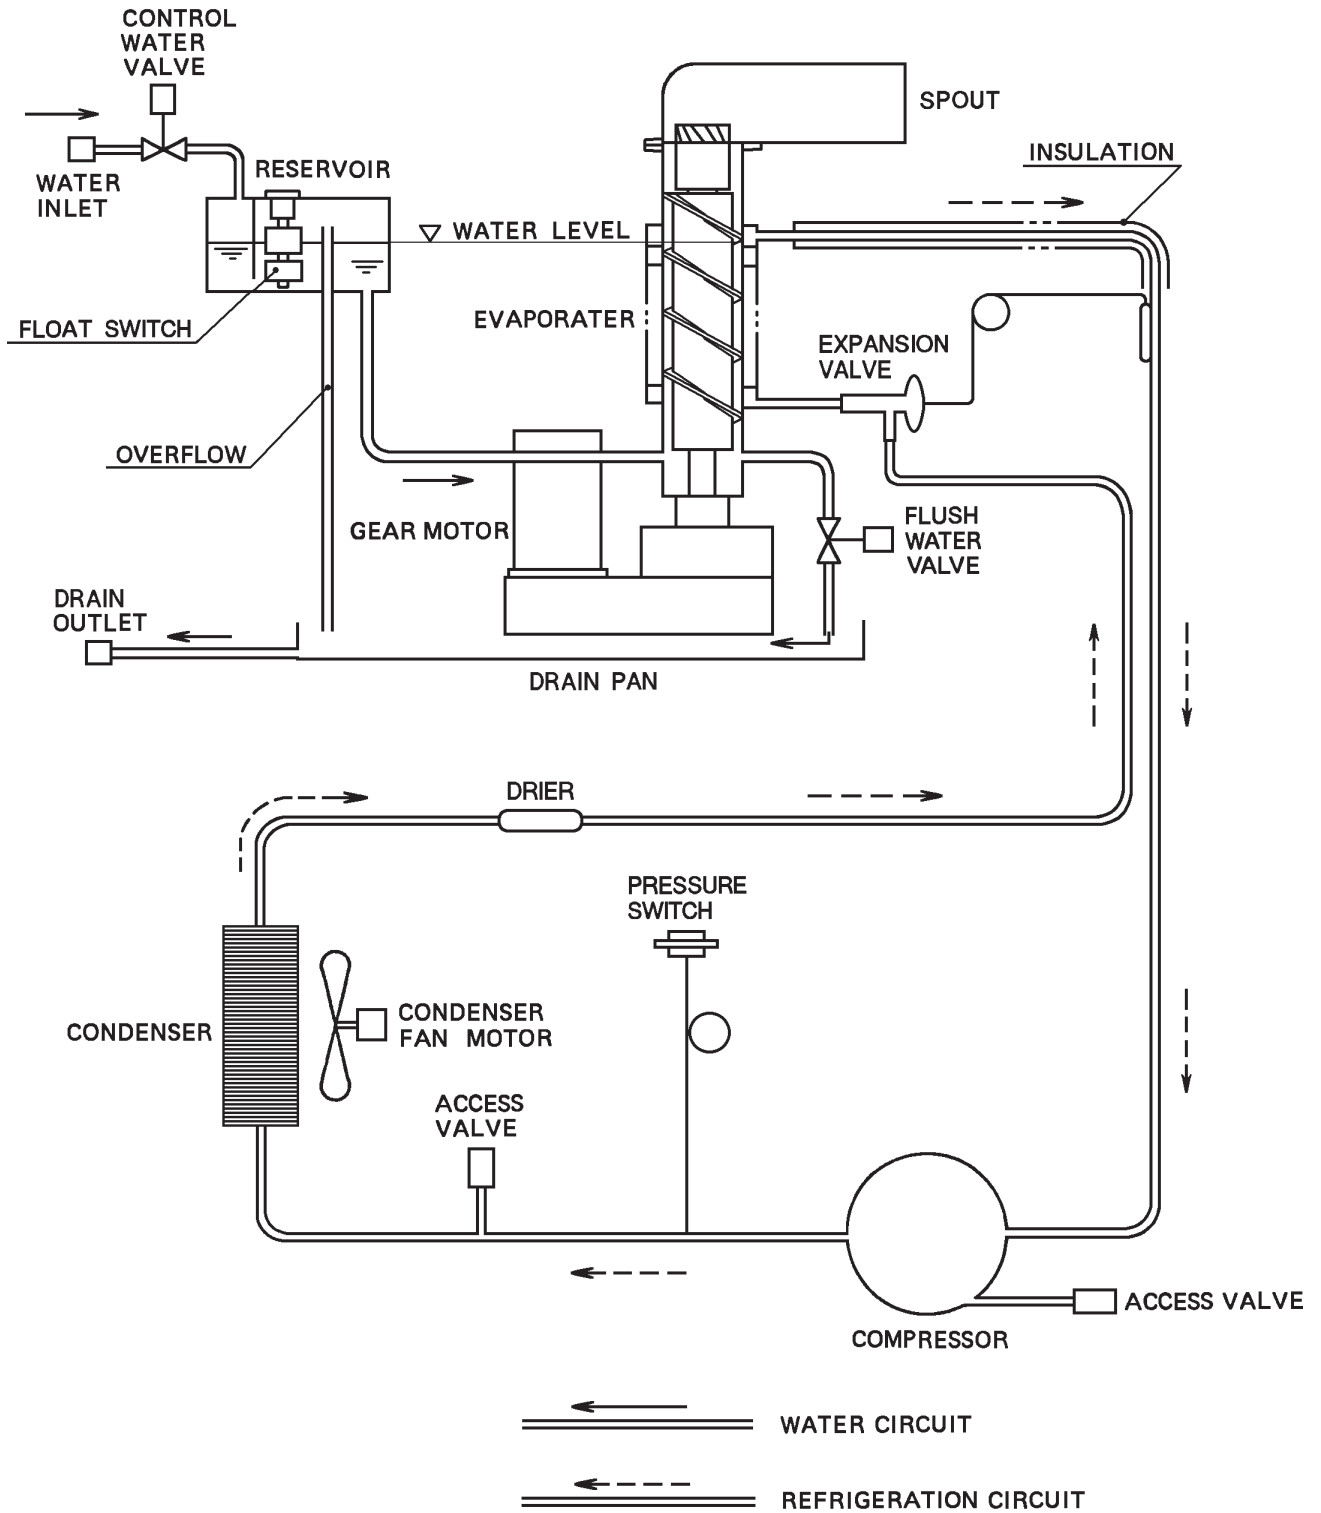 CONTROL
WATER
VALVE
SPOUT
INSULATION
RESERVOIR
WATER
INLET
WATER LEVEL
FLOAT SWITCH
EVAPORATER
EXPANSION
VALVE
OVERFLOW
GEAR MOTOR
FLUSH
WATER
VALVE
DRAIN
OUTLET
DRAIN PAN
DRIER
PRESSURE
SWITCH
CONDENSER
CONDENSER
FAN MOTOR
ACCESS
VALVE
ACCESS VALVE
COMPRESSOR
WATER CIRCUIT
REFRIGERATION CIRCUIT